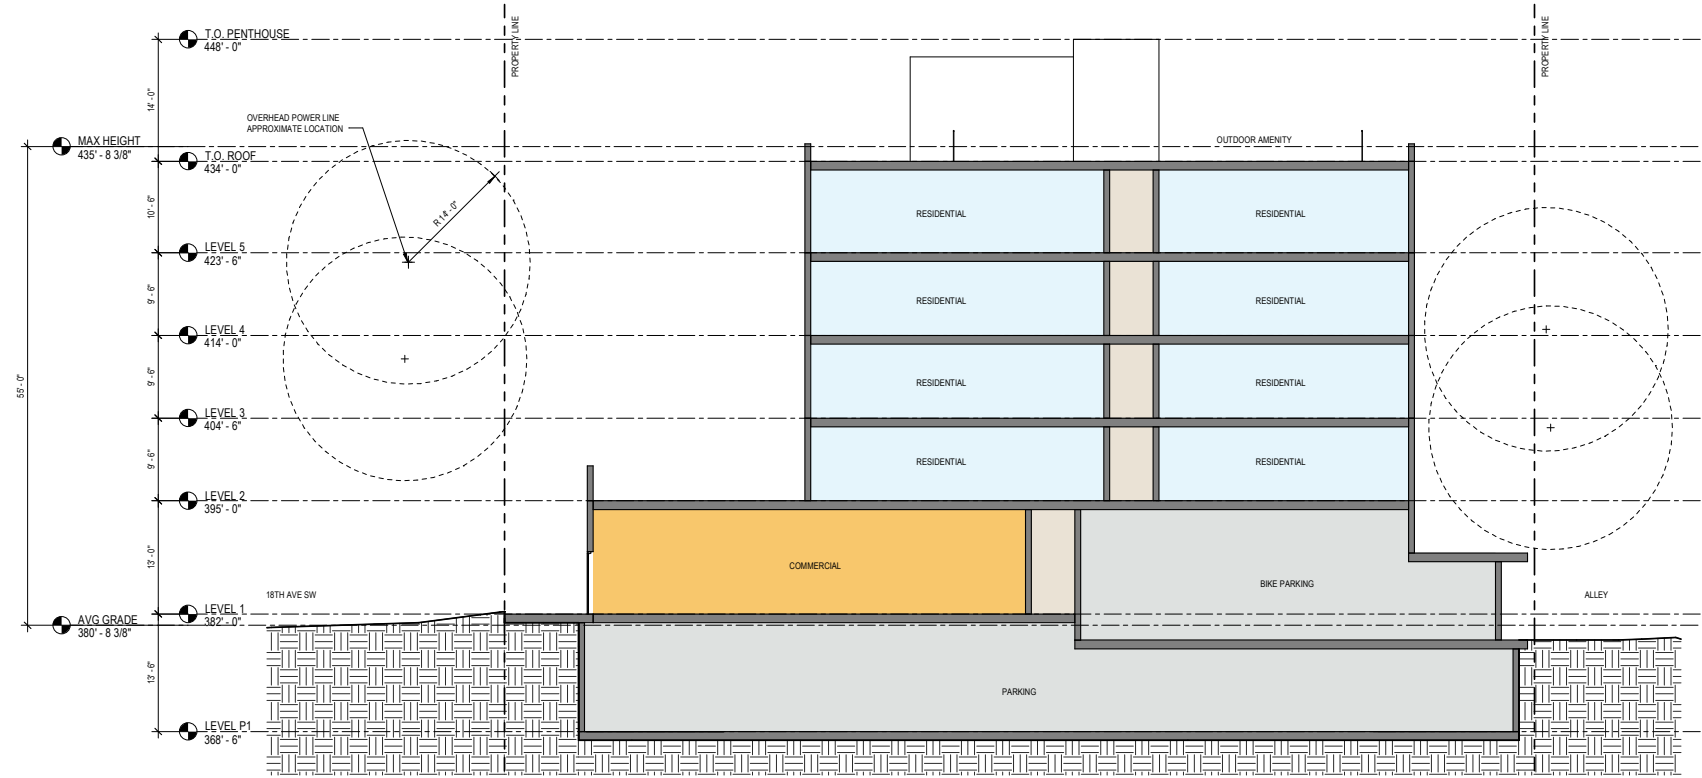 T.O. PENTHOUSE
448' - 0"
PROPERTY LINE
PROPERTY LINE
14' - 0"
OVERHEAD POWER LINE
APPROXIMATE LOCATION
MAX HEIGHT
435' - 8 3/8"
OUTDOOR AMENITY
T.O. ROOF
434' - 0"
10' - 6"
R 14' - 0"
RESIDENTIAL
RESIDENTIAL
LEVEL 5
423' - 6"
9' - 6"
RESIDENTIAL
RESIDENTIAL
LEVEL 4
414' - 0"
55' - 0"
9' - 6"
RESIDENTIAL
RESIDENTIAL
LEVEL 3
404' - 6"
9' - 6"
RESIDENTIAL
RESIDENTIAL
LEVEL 2
395' - 0"
13' - 0"
COMMERCIAL
BIKE PARKING
18TH AVE SW
ALLEY
LEVEL 1
382' - 0"
AVG GRADE
380' - 8 3/8"
13' - 6"
PARKING
LEVEL P1
368' - 6"